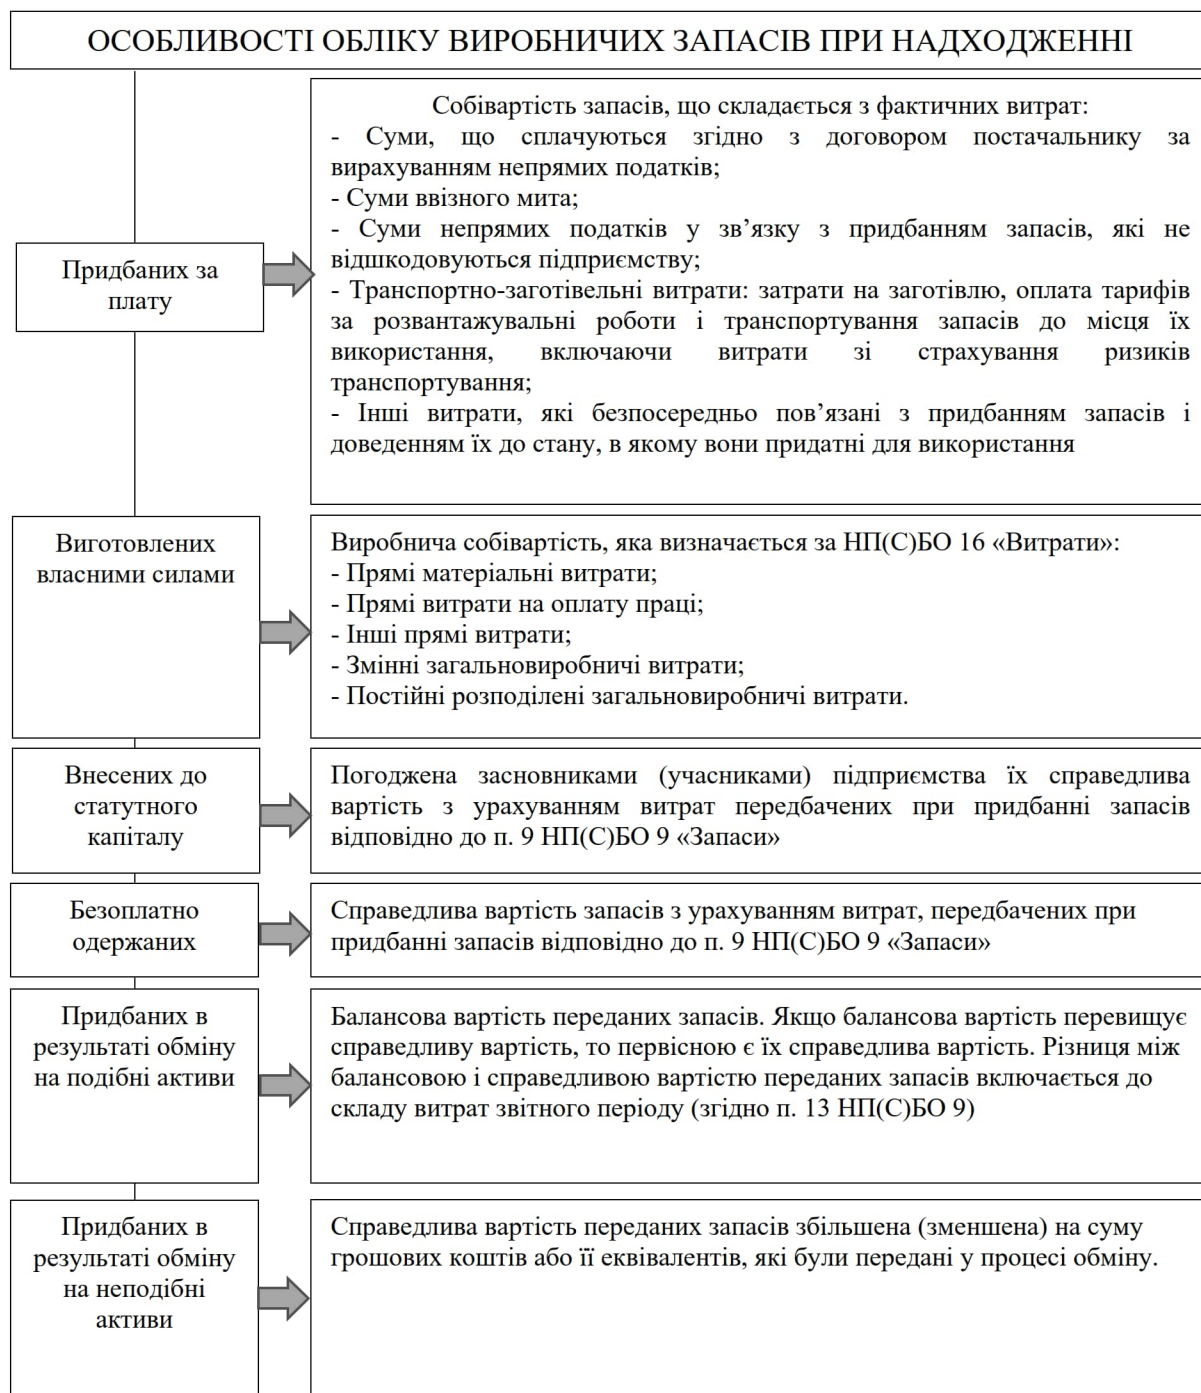 ОСОБЛИВОСТІ ОБЛІКУ ВИРОБНИЧИХ ЗАПАСІВ ПРИ НАДХОДЖЕННІ
Придбаних за
плату
Собівартість запасів, що складається з фактичних витрат:
- Суми, що сплачуються згідно з договором постачальнику за
вирахуванням непрямих податків;
- Суми ввізного мита;
- Суми непрямих податків у зв’язку з придбанням запасів, які не
відшкодовуються підприємству;
- Транспортно-заготівельні витрати: затрати на заготівлю, оплата тарифів
за розвантажувальні роботи і транспортування запасів до місця їх
використання, включаючи витрати зі страхування ризиків
транспортування;
- Інші витрати, які безпосередньо пов’язані з придбанням запасів і
доведенням їх до стану, в якому вони придатні для використання
Виготовлених
власними силами
Виробнича собівартість, яка визначається за НП(С)БО 16 «Витрати»:
- Прямі матеріальні витрати;
- Прямі витрати на оплату праці;
- Інші прямі витрати;
- Змінні загальновиробничі витрати;
- Постійні розподілені загальновиробничі витрати.
Внесених до
статутного
капіталу
Погоджена засновниками (учасниками) підприємства їх справедлива
вартість з урахуванням витрат передбачених при придбанні запасів
відповідно до п. 9 НП(С)БО 9 «Запаси»
Безоплатно
одержаних
Справедлива вартість запасів з урахуванням витрат, передбачених при
придбанні запасів відповідно до п. 9 НП(С)БО 9 «Запаси»
Придбаних в
результаті обміну
на подібні активи
Балансова вартість переданих запасів. Якщо балансова вартість перевищує
справедливу вартість, то первісною є їх справедлива вартість. Різниця між
балансовою і справедливою вартістю переданих запасів включається до
складу витрат звітного періоду (згідно п. 13 НП(С)БО 9)
Придбаних в
результаті обміну
на неподібні
активи
Справедлива вартість переданих запасів збільшена (зменшена) на суму
грошових коштів або її еквівалентів, які були передані у процесі обміну.